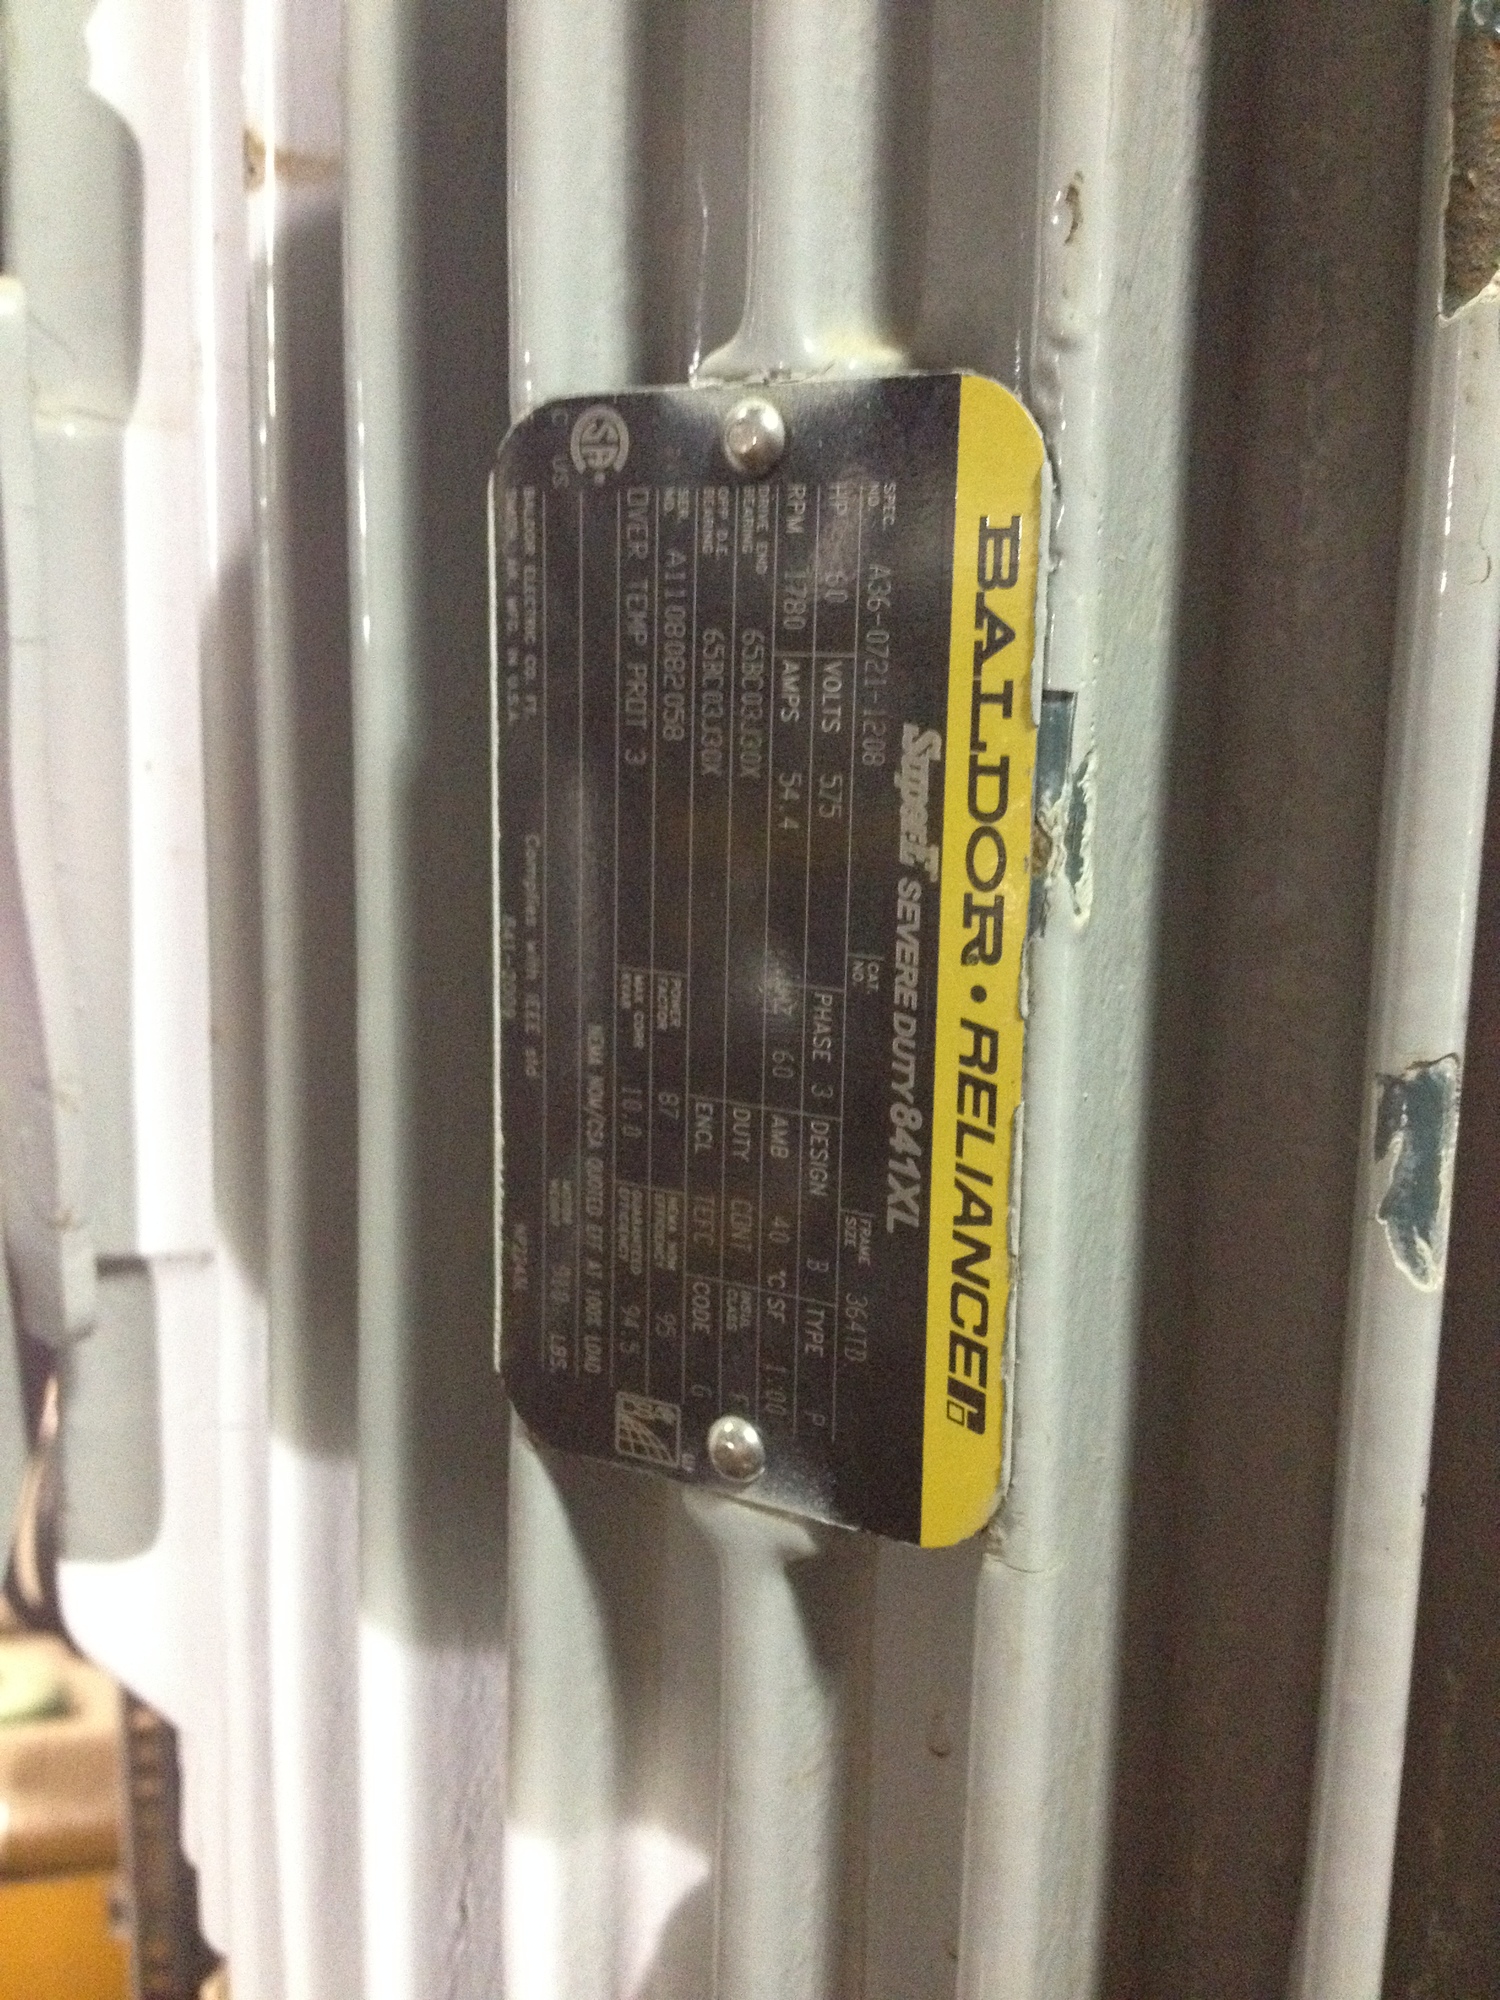 BALDOR • RELIANCE
Super-E SEVERE DUTY 841XL
SPEC. NO. A36-0721-1208 CAT. NO. FRAME SIZE 364TD
HP 60 VOLTS 575 PHASE 3 DESIGN B TYPE P
RPM 1780 AMPS 54.4 HZ 60 AMB 40 °C SF 1.00
DRIVE END BEARING 65BC03J30X DUTY CONT INSUL CLASS F
OPP D.E. BEARING 65BC03J30X ENCL TEFC CODE G
SER. NO. A1108082058 POWER FACTOR 87 NEMA NOM EFFICIENCY 95
OVER TEMP PROT 3 MAX CORR KVAR 10.0 GUARANTEED EFFICIENCY 94.5
NEMA NOM/CSA QUOTED EFF AT 100% LOAD
MOTOR WEIGHT LBS.
BALDOR ELECTRIC CO. FT. SMITH, AR. MFG. IN U.S.A.
Complies with IEEE std 841-2009
SA
C US